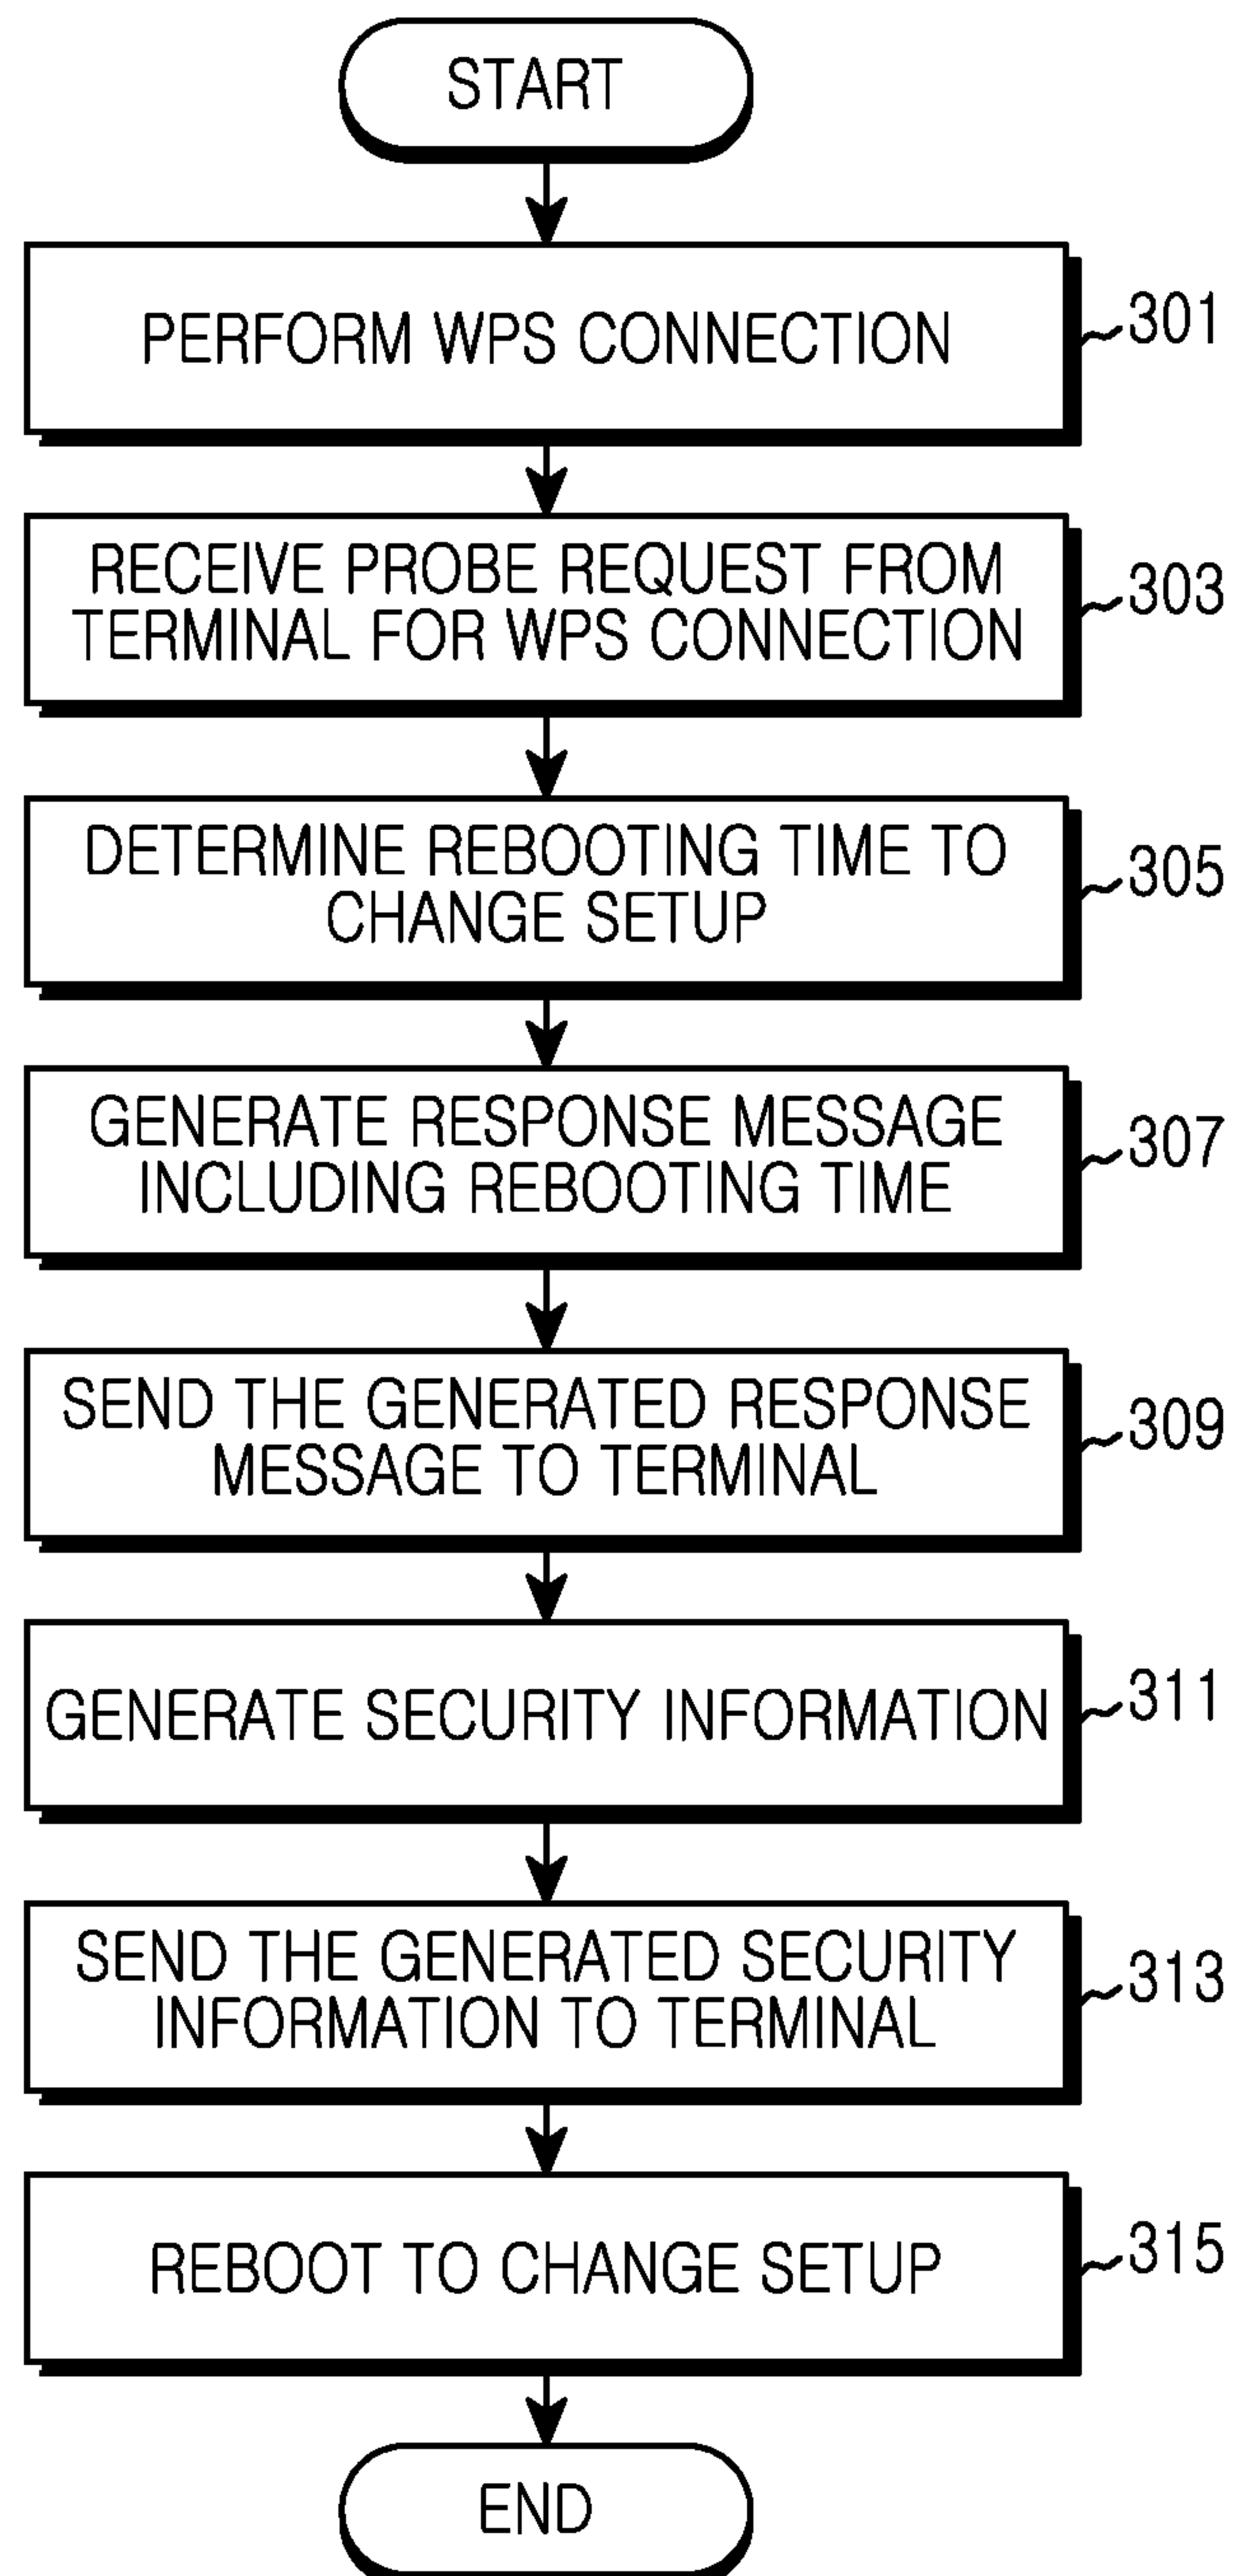 START
PERFORM WPS CONNECTION
301
RECEIVE PROBE REQUEST FROM
TERMINAL FOR WPS CONNECTION
303
DETERMINE REBOOTING TIME TO
CHANGE SETUP
305
GENERATE RESPONSE MESSAGE
INCLUDING REBOOTING TIME
307
SEND THE GENERATED RESPONSE
MESSAGE TO TERMINAL
309
GENERATE SECURITY INFORMATION
311
SEND THE GENERATED SECURITY
INFORMATION TO TERMINAL
313
REBOOT TO CHANGE SETUP
315
END